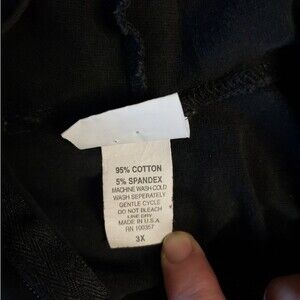 95% COTTON
5% SPANDEX
MACHINE WASH COLD
WASH SEPERATELY
GENTLE CYCLE
DO NOT BLEACH
LINE DRY
MADE IN U.S.A.
RN 100357
3X